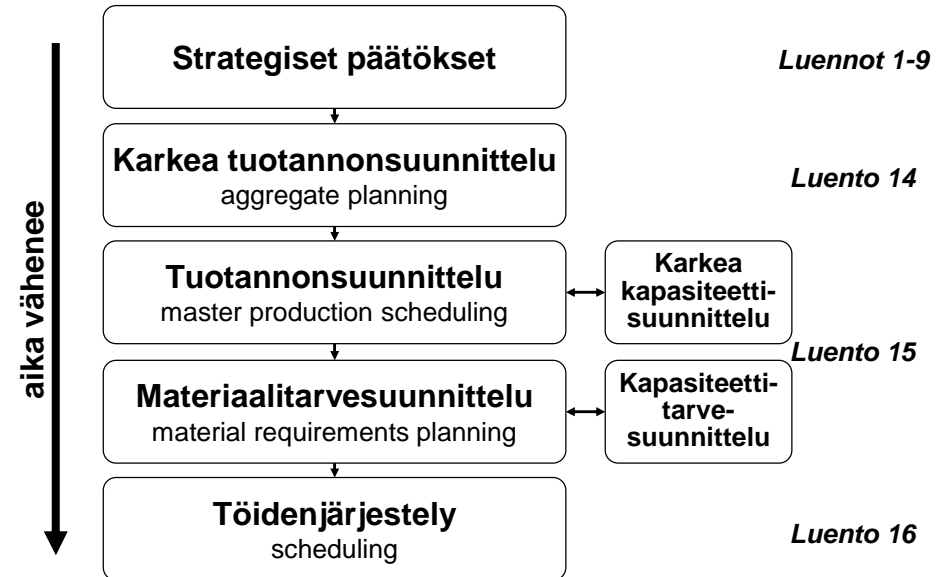 Strategiset päätökset
Luennot 1-9
Karkea tuotannonsuunnittelu
aggregate planning
Luento 14
aika vähenee
Tuotannonsuunnittelu
master production scheduling
Karkea
kapasiteetti-
suunnittelu
Luento 15
Materiaalitarvesuunnittelu
material requirements planning
Kapasiteetti-
tarve-
suunnittelu
Töidenjärjestely
scheduling
Luento 16